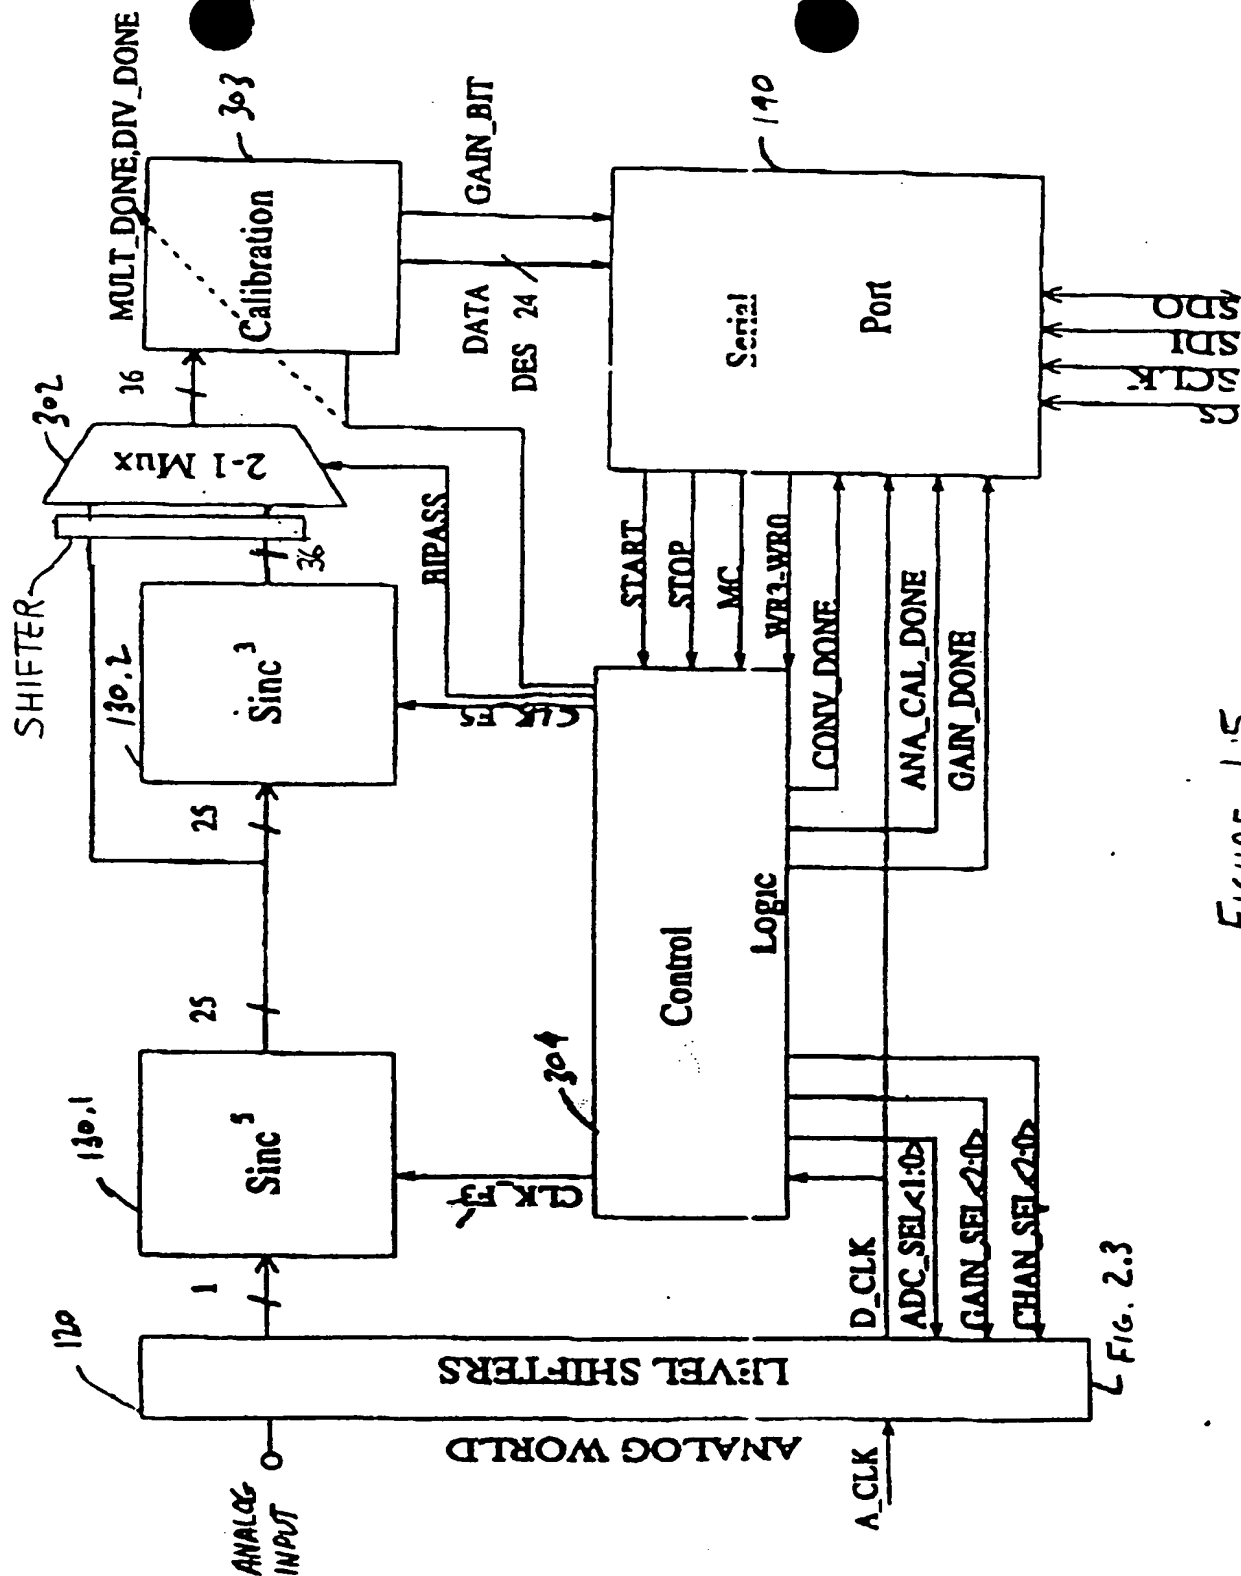 ANALOG
INPUT
ANALOG WORLD
120
LEVEL SHIFTERS
FIG. 2.3
A_CLK
1
130.1
Sinc 5
25
25
130.2
Sinc 3
SHIFTER
36
302
2-1 Mux
36
303
Calibration
MULT_DONE,DIV_DONE
GAIN_BIT
DATA
DES 24
BIPASS
CLK_F5
CLK_F3
304
Control
Logic
D_CLK
ADC_SEL<1:0>
GAIN_SEL<2:0>
CHAN_SEL<2:0>
START
STOP
MC
WR3-WR0
CONV_DONE
ANA_CAL_DONE
GAIN_DONE
190
Serial
Port
CS
SCLK
SDI
SDO